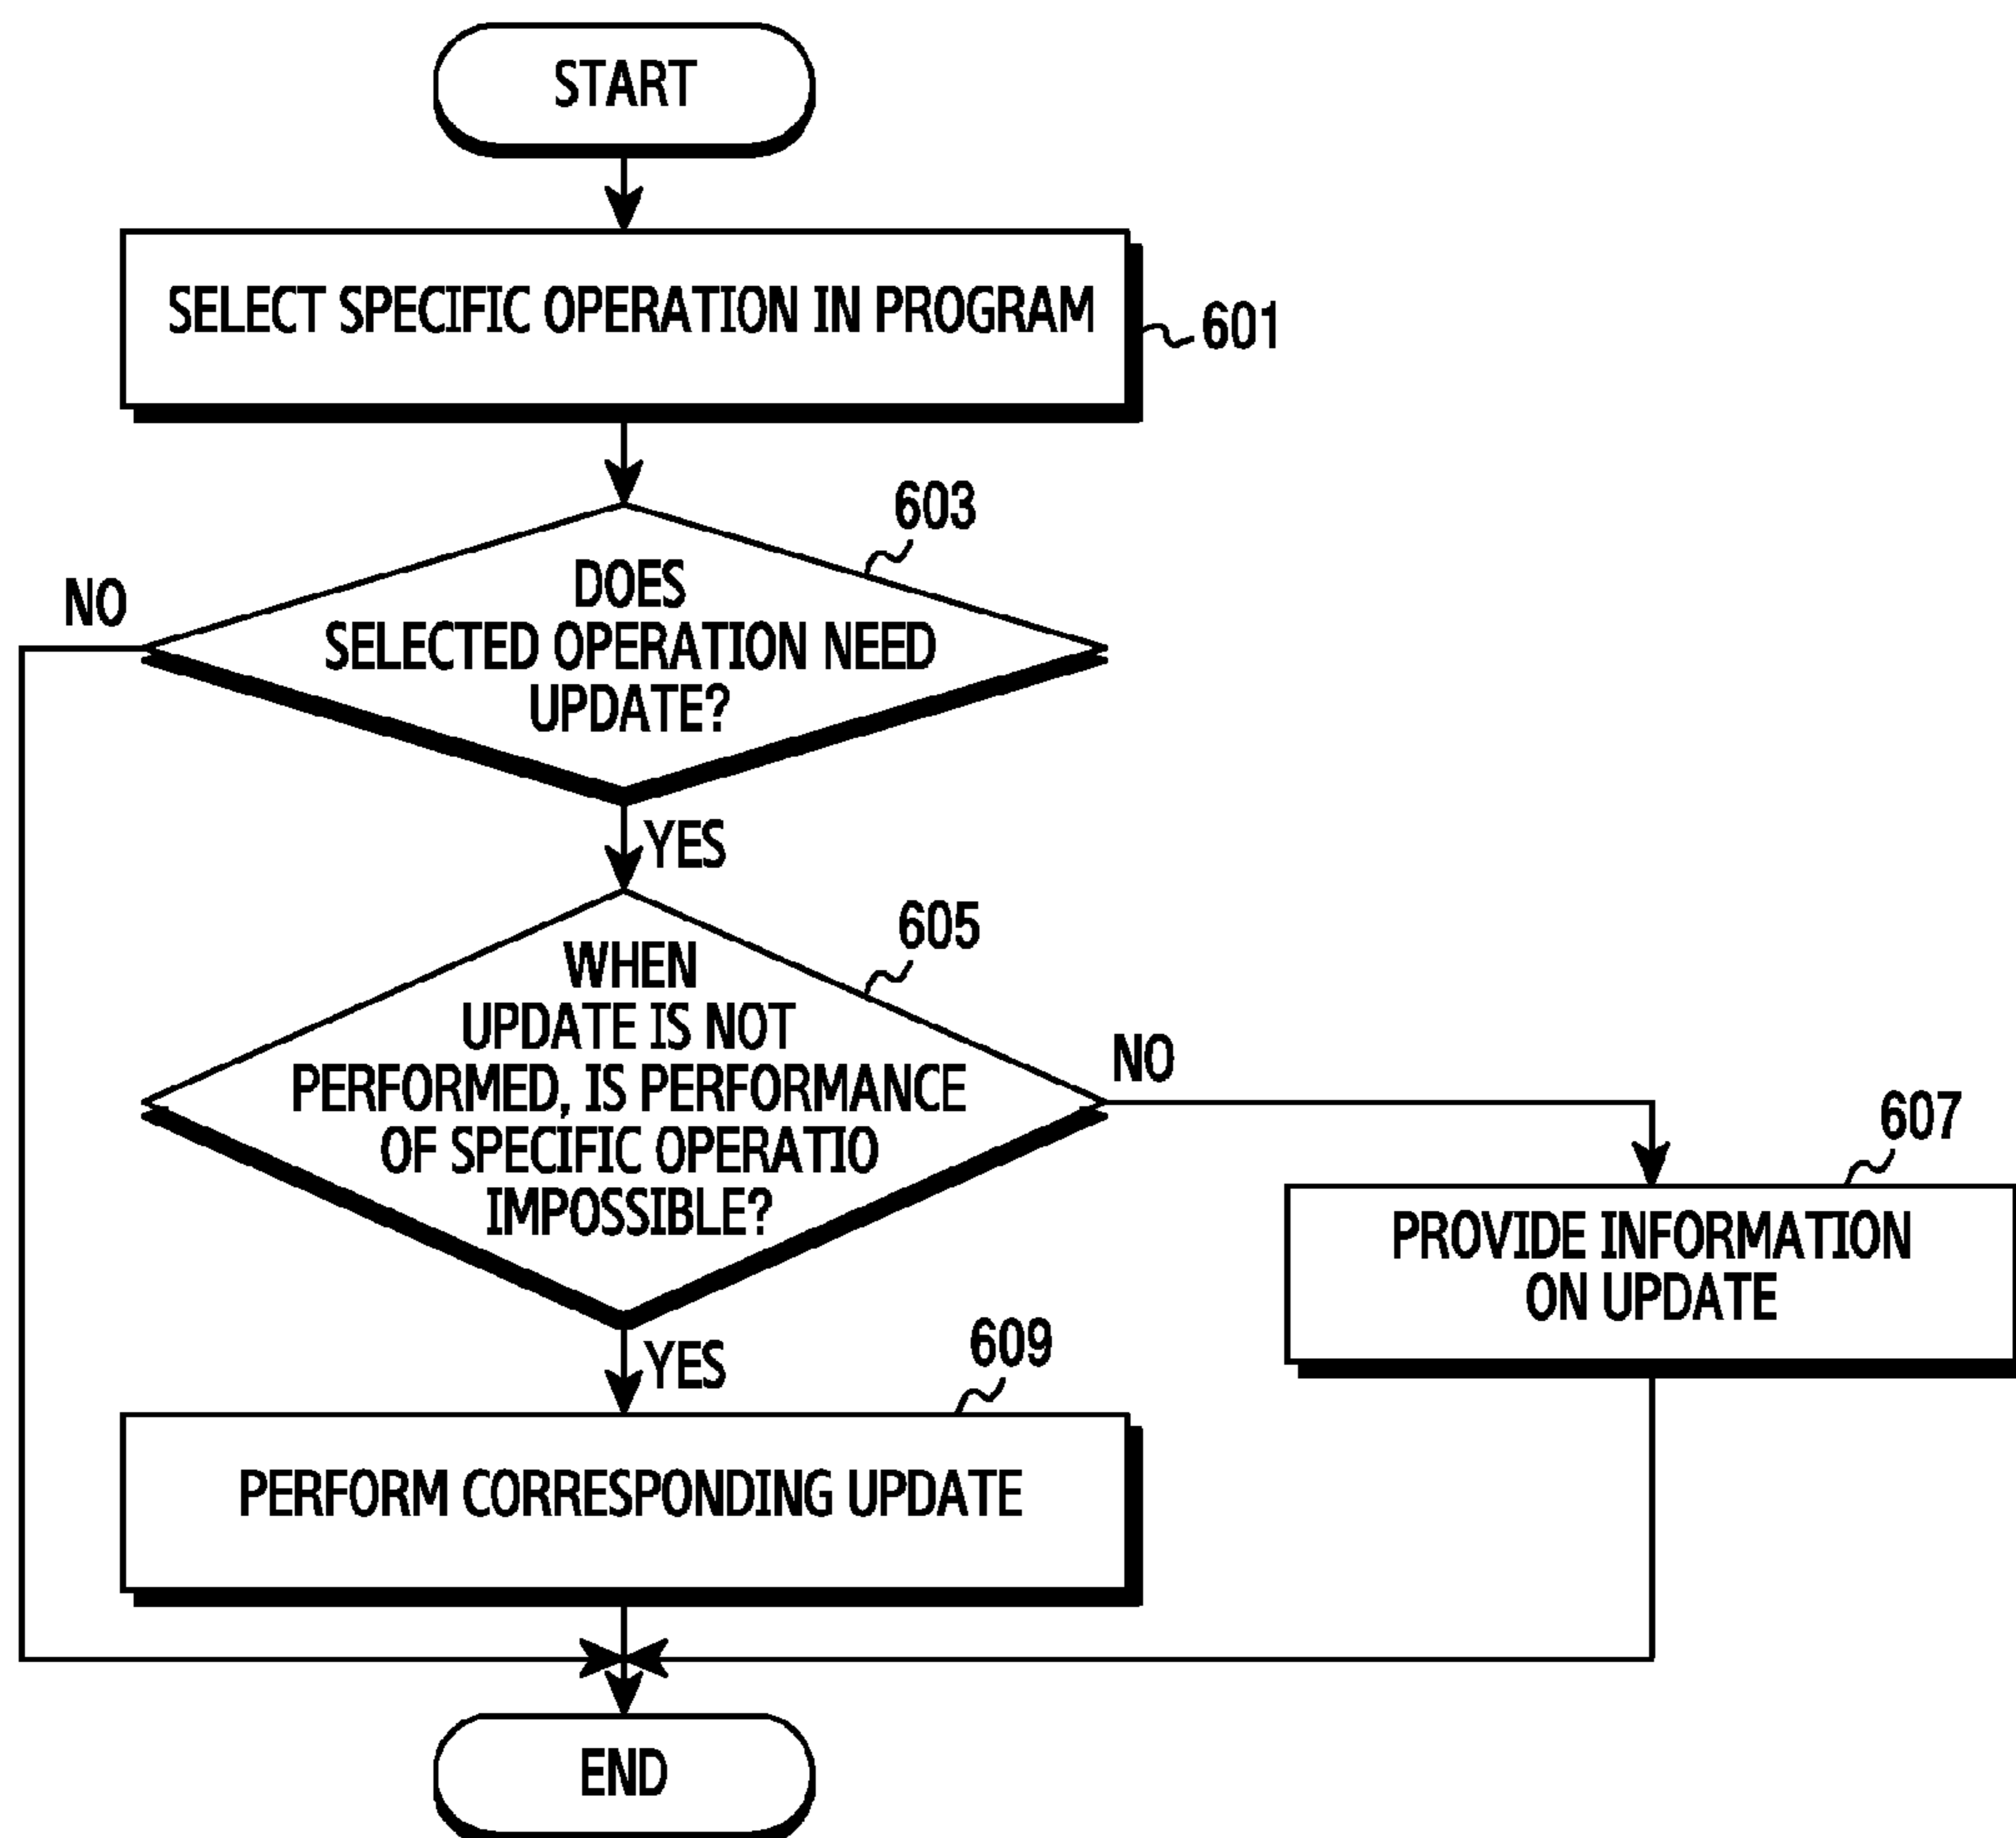 START
SELECT SPECIFIC OPERATION IN PROGRAM
601
603
DOES
SELECTED OPERATION NEED
UPDATE?
NO
YES
605
WHEN
UPDATE IS NOT
PERFORMED, IS PERFORMANCE
OF SPECIFIC OPERATIO
IMPOSSIBLE?
NO
607
PROVIDE INFORMATION
ON UPDATE
YES
609
PERFORM CORRESPONDING UPDATE
END